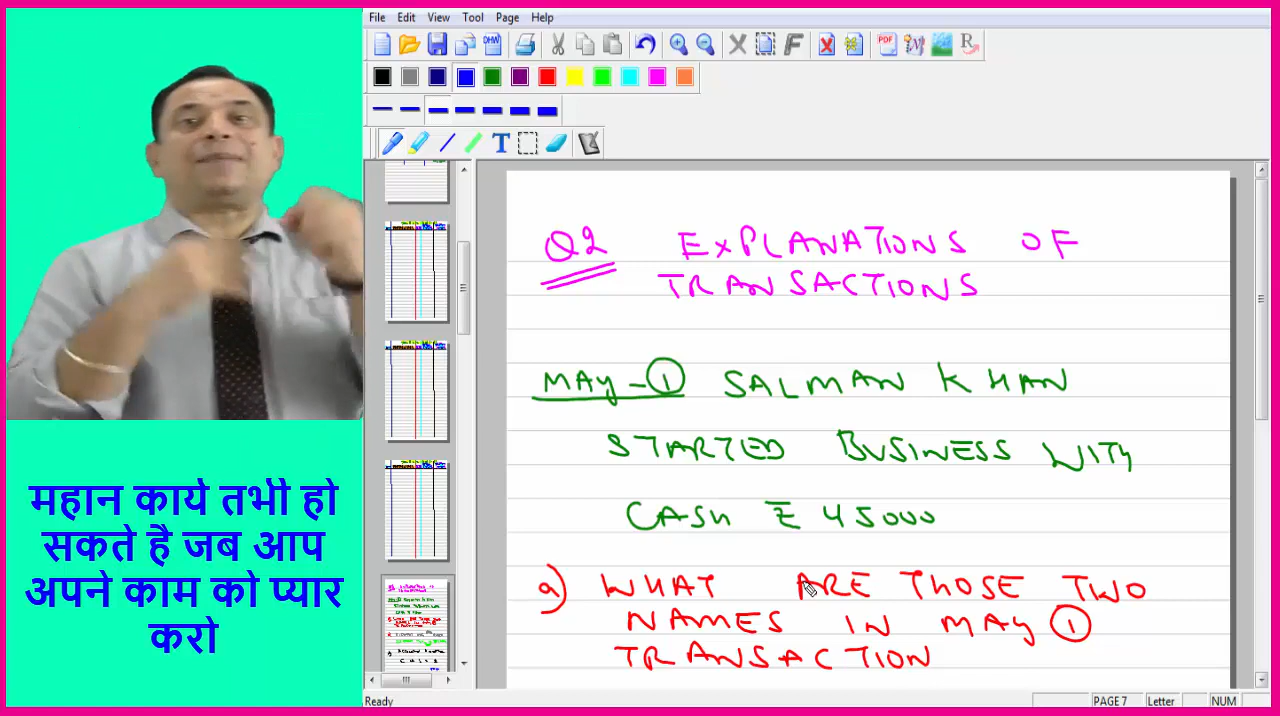 File Edit View Tool Page Help
Q2 EXPLANATIONS OF
TRANSACTIONS
MAY-1 SALMAN KHAN
STARTED BUSINESS WITH
CASH ₹ 45000
a) WHAT ARE THOSE TWO
NAMES IN MAY 1
TRANSACTION
महान कार्य तभी हो
सकते है जब आप
अपने काम को प्यार
करो
Ready PAGE 7 Letter NUM